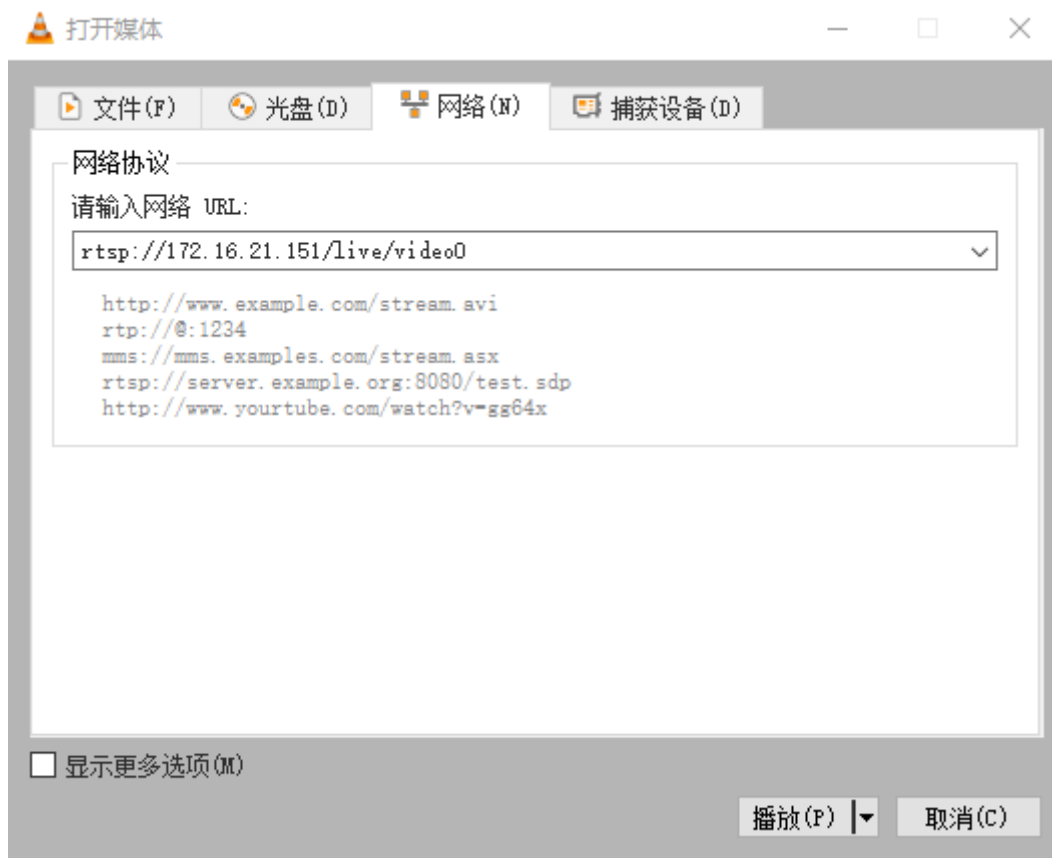 打开媒体
文件(F) 光盘(D) 网络(N) 捕获设备(D)
网络协议
请输入网络 URL:
rtsp://172.16.21.151/live/video0
http://www.example.com/stream.avi
rtp://@:1234
mms://mms.examples.com/stream.asx
rtsp://server.example.org:8080/test.sdp
http://www.yourtube.com/watch?v=gg64x
显示更多选项(M)
播放(P) 取消(C)